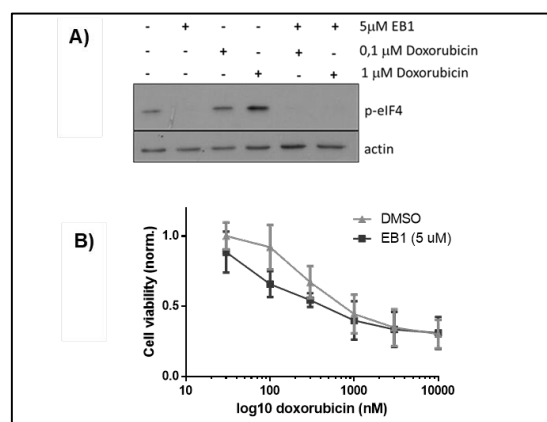 A)
- + - - + + 5µM EB1
- - + - + - 0,1 µM Doxorubicin
- - - + - + 1 µM Doxorubicin
p-eIF4
actin
B)
DMSO
EB1 (5 uM)
Cell viability (norm.)
1.0
0.5
0.0
10 100 1000 10000
log10 doxorubicin (nM)